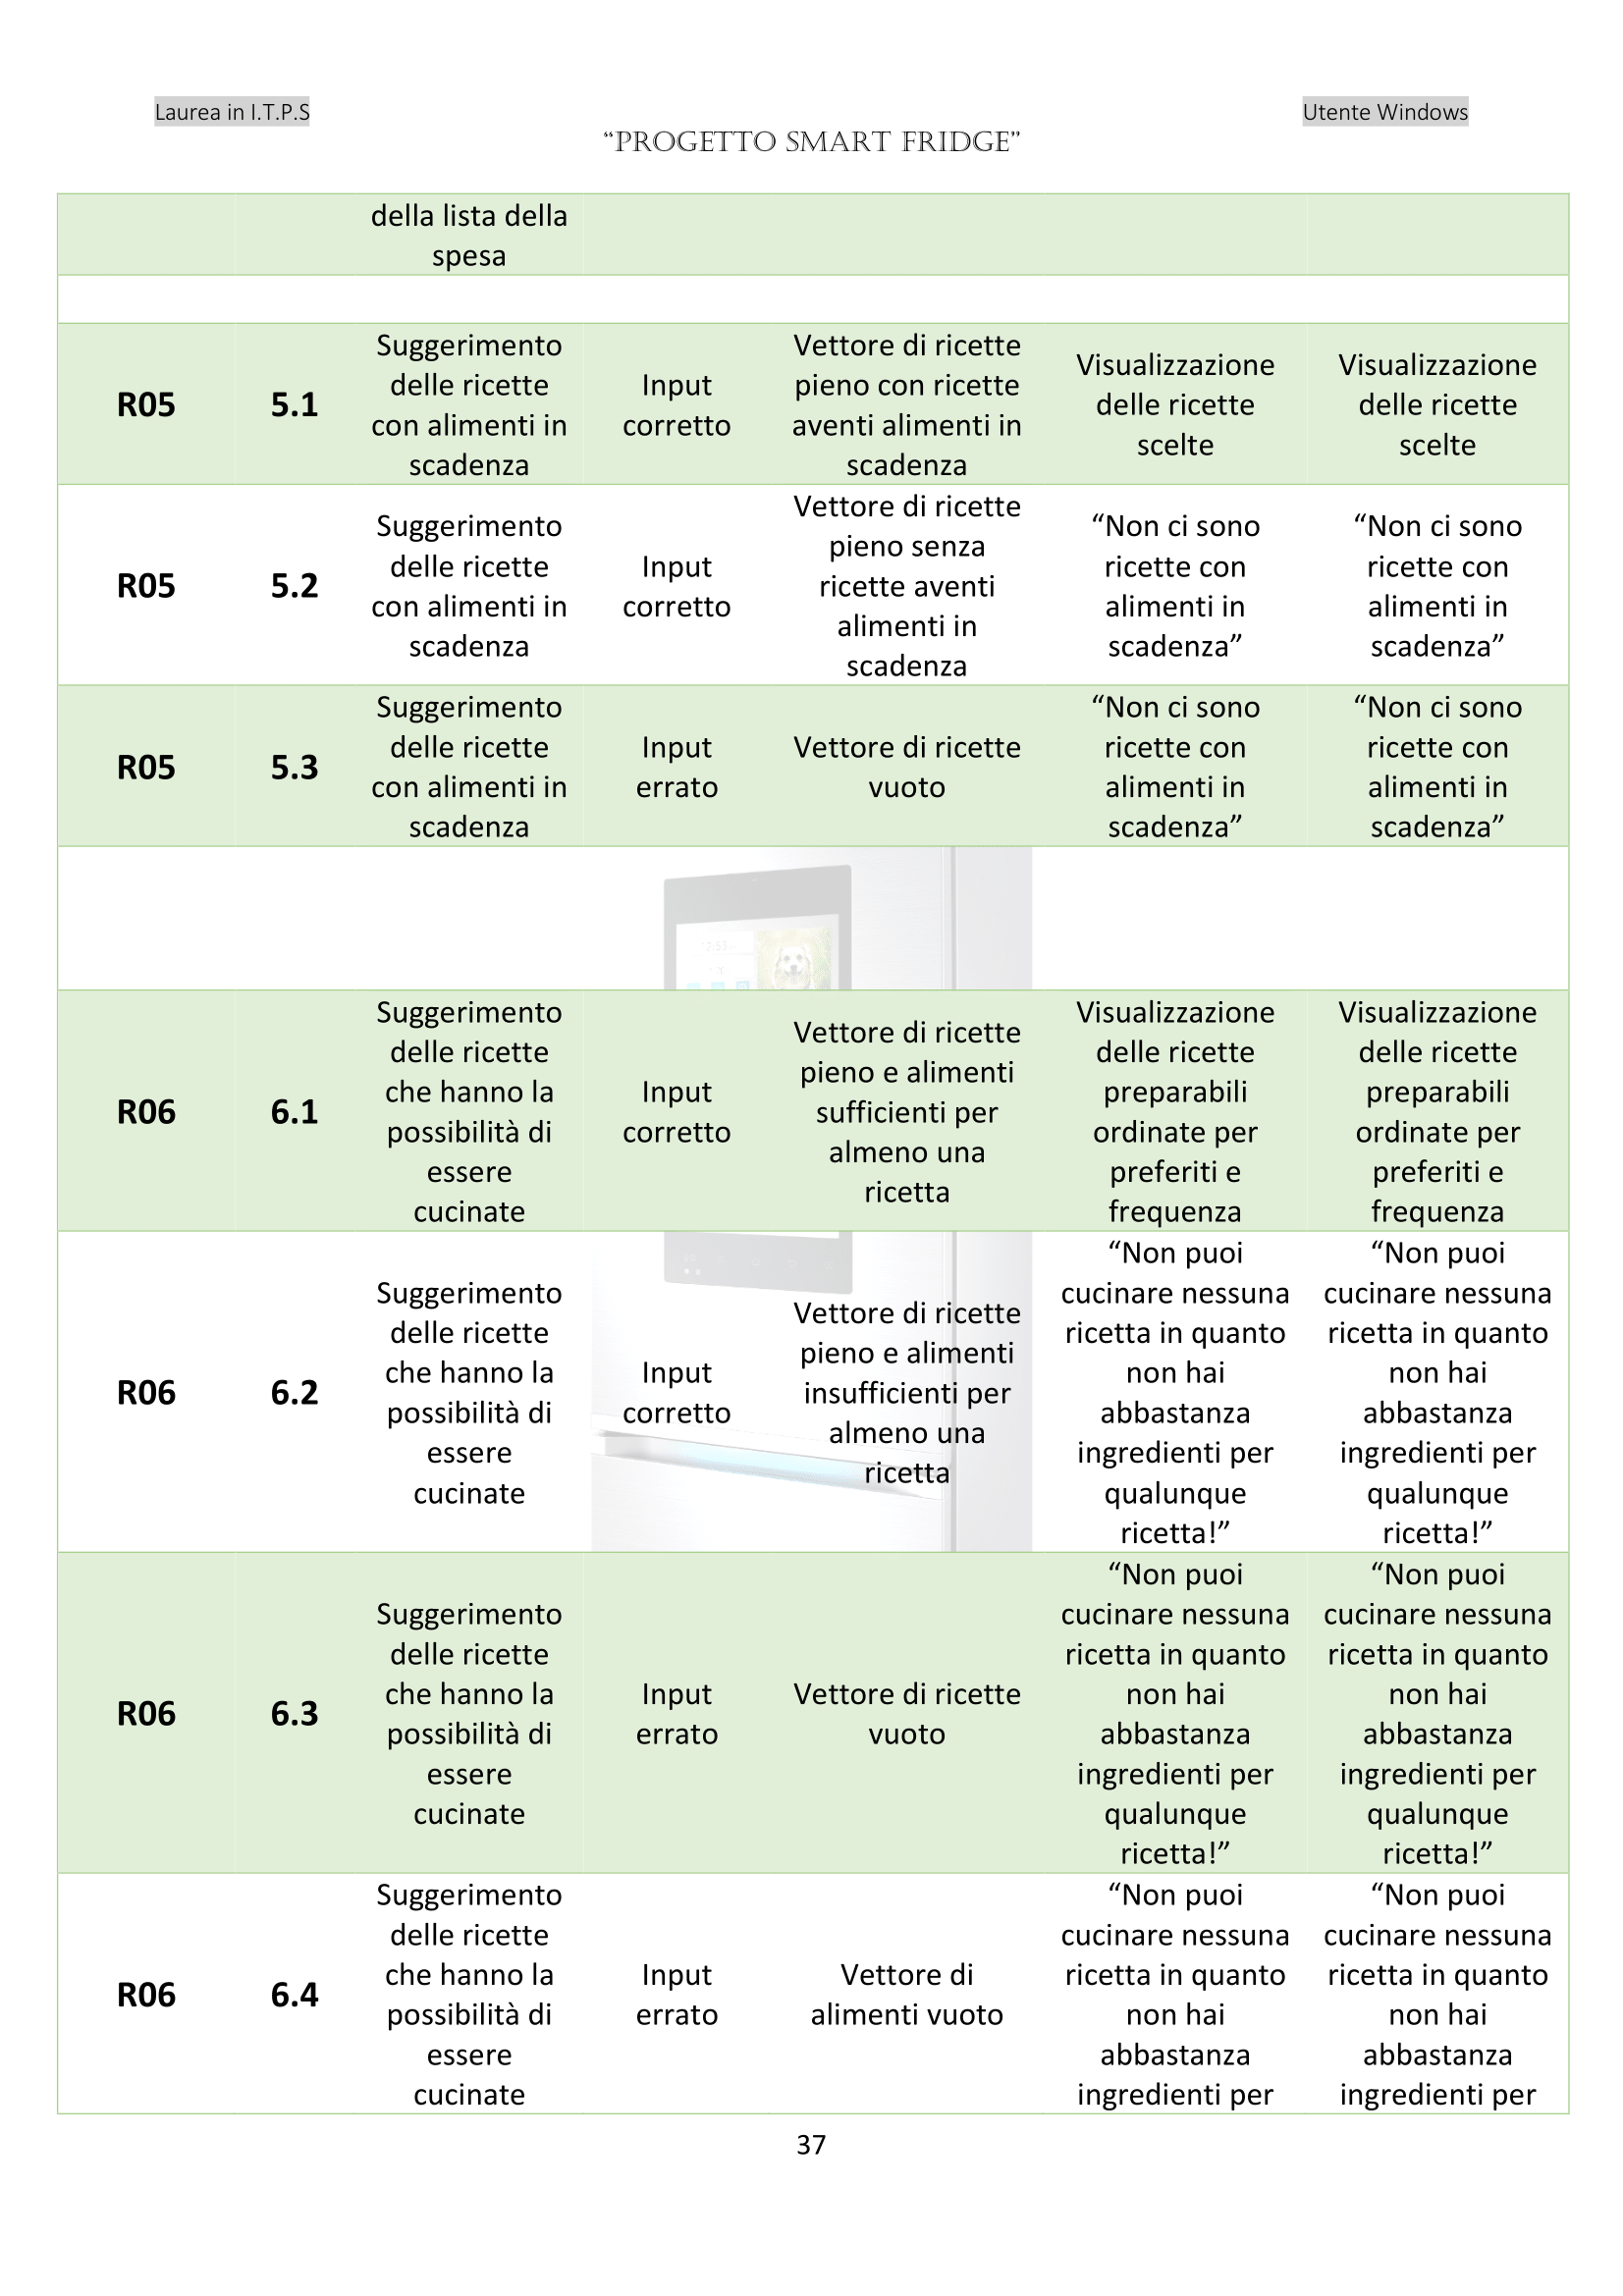 Laurea in I.T.P.S
Utente Windows
“PROGETTO SMART FRIDGE”
della lista della
spesa
R05
5.1
Suggerimento
delle ricette
con alimenti in
scadenza
Input
corretto
Vettore di ricette
pieno con ricette
aventi alimenti in
scadenza
Visualizzazione
delle ricette
scelte
Visualizzazione
delle ricette
scelte
R05
5.2
Suggerimento
delle ricette
con alimenti in
scadenza
Input
corretto
Vettore di ricette
pieno senza
ricette aventi
alimenti in
scadenza
“Non ci sono
ricette con
alimenti in
scadenza”
“Non ci sono
ricette con
alimenti in
scadenza”
R05
5.3
Suggerimento
delle ricette
con alimenti in
scadenza
Input
errato
Vettore di ricette
vuoto
“Non ci sono
ricette con
alimenti in
scadenza”
“Non ci sono
ricette con
alimenti in
scadenza”
R06
6.1
Suggerimento
delle ricette
che hanno la
possibilità di
essere
cucinate
Input
corretto
Vettore di ricette
pieno e alimenti
sufficienti per
almeno una
ricetta
Visualizzazione
delle ricette
preparabili
ordinate per
preferiti e
frequenza
Visualizzazione
delle ricette
preparabili
ordinate per
preferiti e
frequenza
R06
6.2
Suggerimento
delle ricette
che hanno la
possibilità di
essere
cucinate
Input
corretto
Vettore di ricette
pieno e alimenti
insufficienti per
almeno una
ricetta
“Non puoi
cucinare nessuna
ricetta in quanto
non hai
abbastanza
ingredienti per
qualunque
ricetta!”
“Non puoi
cucinare nessuna
ricetta in quanto
non hai
abbastanza
ingredienti per
qualunque
ricetta!”
R06
6.3
Suggerimento
delle ricette
che hanno la
possibilità di
essere
cucinate
Input
errato
Vettore di ricette
vuoto
“Non puoi
cucinare nessuna
ricetta in quanto
non hai
abbastanza
ingredienti per
qualunque
ricetta!”
“Non puoi
cucinare nessuna
ricetta in quanto
non hai
abbastanza
ingredienti per
qualunque
ricetta!”
R06
6.4
Suggerimento
delle ricette
che hanno la
possibilità di
essere
cucinate
Input
errato
Vettore di
alimenti vuoto
“Non puoi
cucinare nessuna
ricetta in quanto
non hai
abbastanza
ingredienti per
“Non puoi
cucinare nessuna
ricetta in quanto
non hai
abbastanza
ingredienti per
37